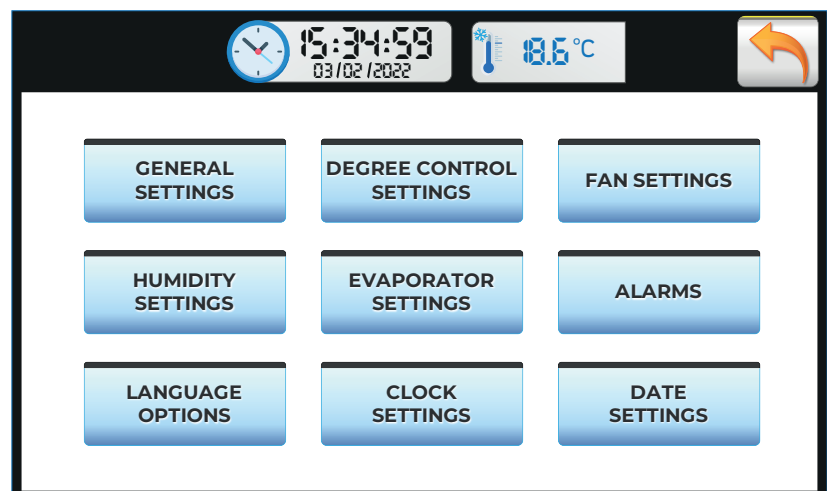 15:34:59
03/02/2022
18.6 °C
GENERAL
SETTINGS
DEGREE CONTROL
SETTINGS
FAN SETTINGS
HUMIDITY
SETTINGS
EVAPORATOR
SETTINGS
ALARMS
LANGUAGE
OPTIONS
CLOCK
SETTINGS
DATE
SETTINGS